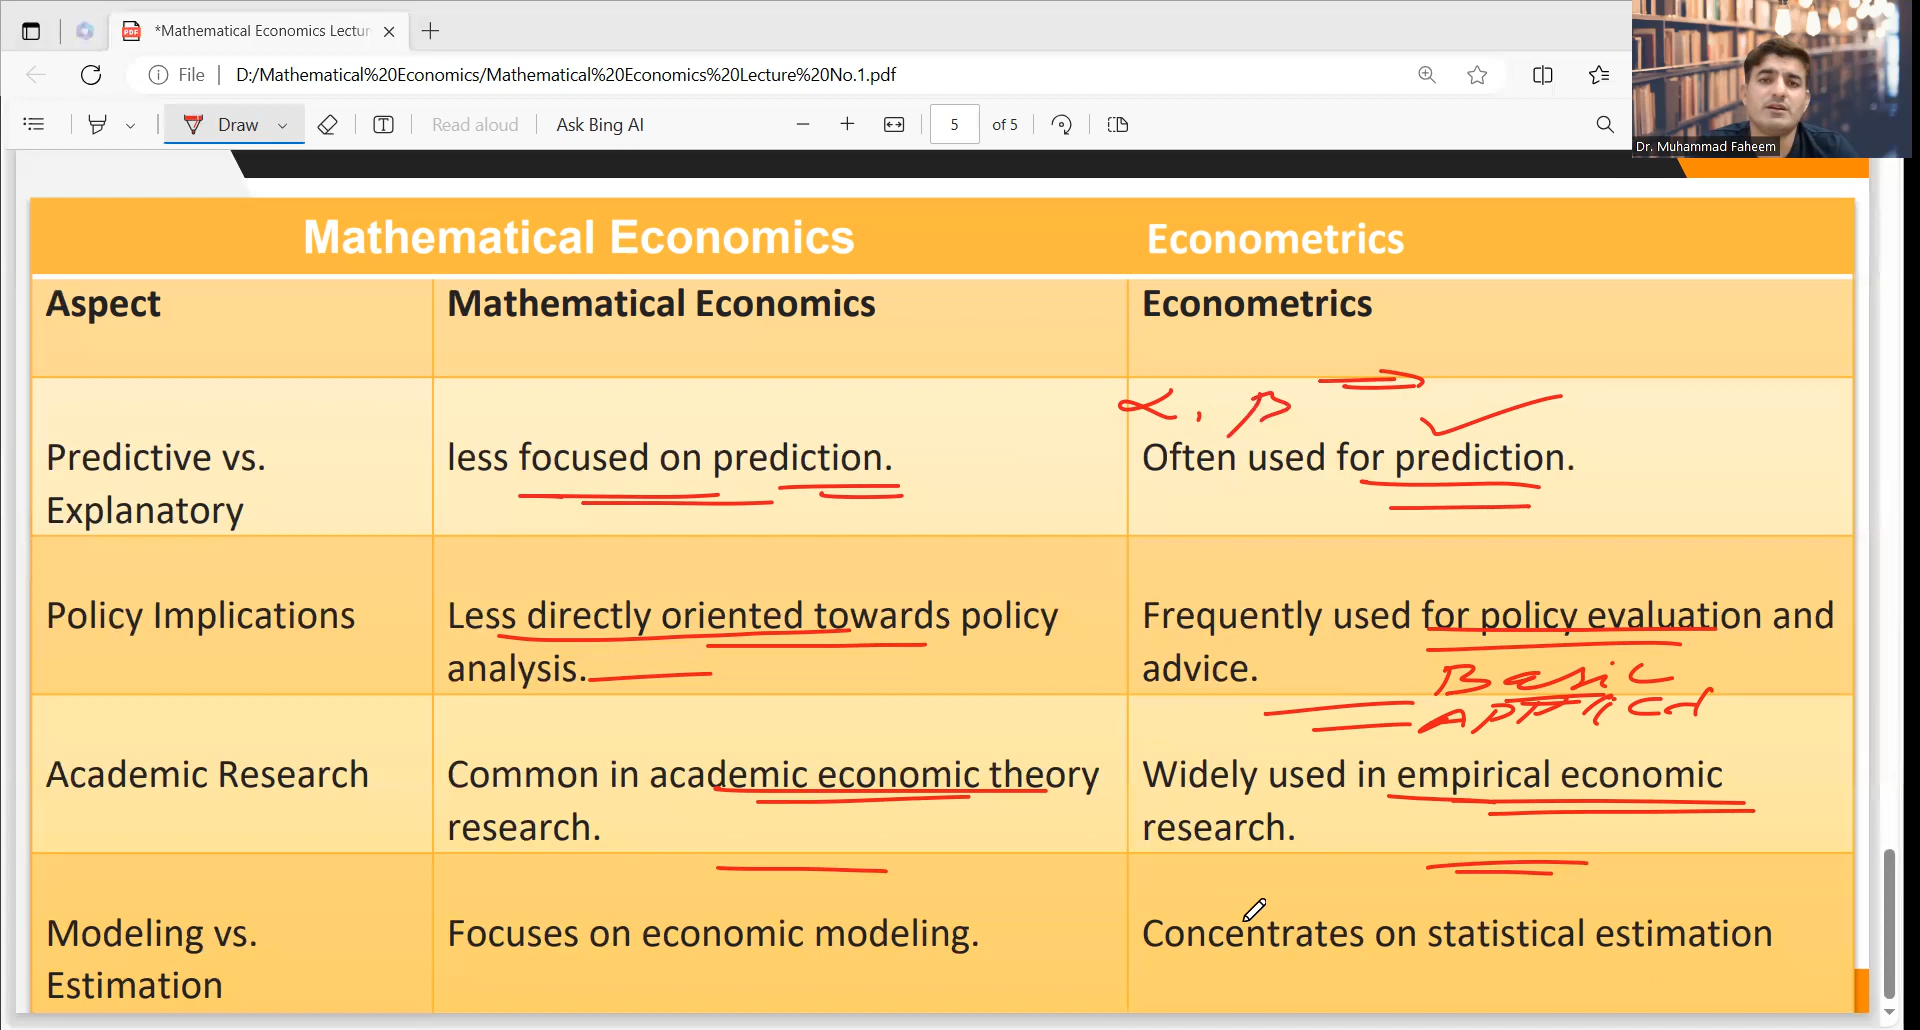 *Mathematical Economics Lectur
File
D:/Mathematical%20Economics/Mathematical%20Economics%20Lecture%20No.1.pdf
Draw
Read aloud
Ask Bing AI
5
of 5
Dr. Muhammad Faheem
Mathematical Economics Econometrics
Aspect
Mathematical Economics
Econometrics
Predictive vs.
Explanatory
less focused on prediction.
α, β
Often used for prediction.
Policy Implications
Less directly oriented towards policy
analysis.
Frequently used for policy evaluation and
advice.
Basic
Applied
Academic Research
Common in academic economic theory
research.
Widely used in empirical economic
research.
Modeling vs.
Estimation
Focuses on economic modeling.
Concentrates on statistical estimation